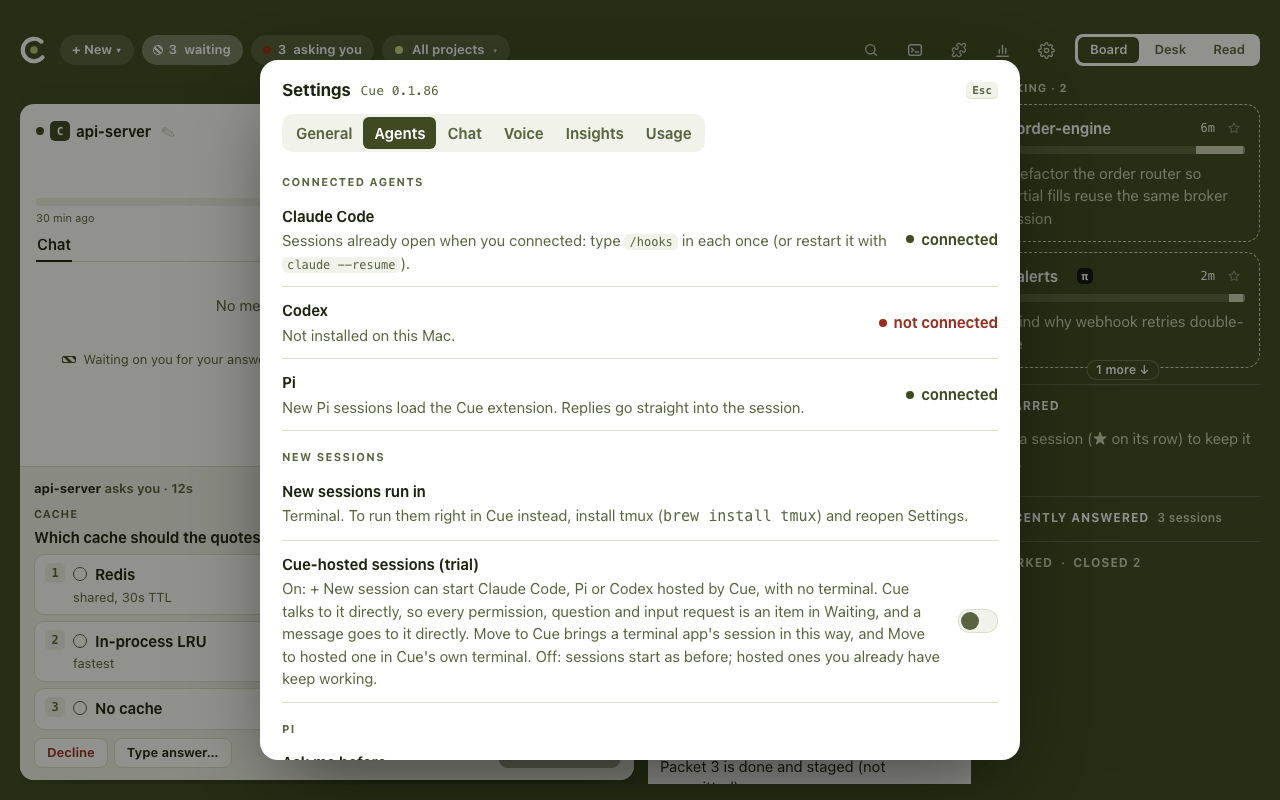 + New ▾
3 waiting
3 asking you
All projects ▾
Board
Desk
Read
Settings Cue 0.1.86
Esc
General
Agents
Chat
Voice
Insights
Usage
CONNECTED AGENTS
Claude Code
Sessions already open when you connected: type /hooks in each once (or restart it with
claude --resume).
connected
Codex
Not installed on this Mac.
not connected
Pi
New Pi sessions load the Cue extension. Replies go straight into the session.
connected
NEW SESSIONS
New sessions run in
Terminal. To run them right in Cue instead, install tmux (brew install tmux) and reopen Settings.
Cue-hosted sessions (trial)
On: + New session can start Claude Code, Pi or Codex hosted by Cue, with no terminal. Cue
talks to it directly, so every permission, question and input request is an item in Waiting, and a
message goes to it directly. Move to Cue brings a terminal app's session in this way, and Move
to hosted one in Cue's own terminal. Off: sessions start as before; hosted ones you already have
keep working.
PI
C api-server
30 min ago
Chat
No me
Waiting on you for your answe
api-server asks you · 12s
CACHE
Which cache should the quotes
1 Redis
shared, 30s TTL
2 In-process LRU
fastest
3 No cache
Decline
Type answer...
KING · 2
order-engine
6m
efactor the order router so
rtial fills reuse the same broker
ssion
alerts
π
2m
ind why webhook retries double-
1 more ↓
RRED
a session (★ on its row) to keep it
CENTLY ANSWERED 3 sessions
RKED · CLOSED 2
Packet 3 is done and staged (not